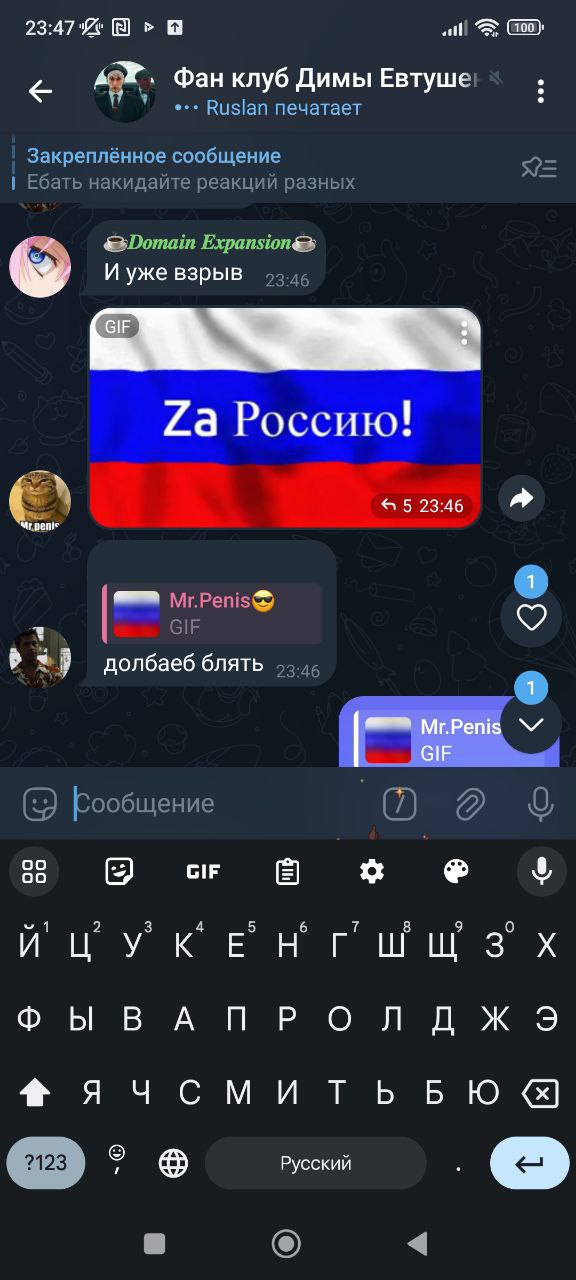 23:47
100
Фан клуб Димы Евтушен
Ruslan печатает
Закреплённое сообщение
Ебать накидайте реакций разных
☕Domain Expansion☕
И уже взрыв 23:46
GIF
Za Россию!
5 23:46
Mr.penis
1
Mr.Penis😎
GIF
долбаеб блять 23:46
1
Mr.Penis
GIF
Сообщение
GIF
Й1 Ц2 У3 К4 Е5 Н6 Г7 Ш8 Щ9 З0 Х
Ф Ы В А П Р О Л Д Ж Э
Я Ч С М И Т Ь Б Ю
?123 , Русский .